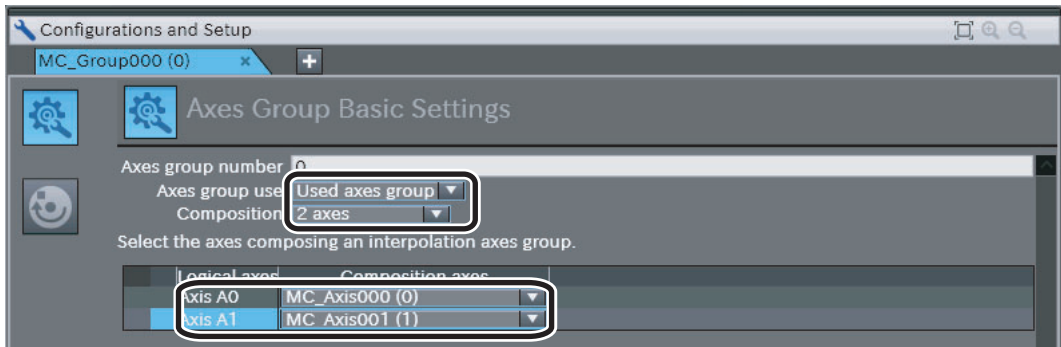 Configurations and Setup
MC_Group000 (0) × +
Axes Group Basic Settings
Axes group number 0
Axes group use Used axes group ▼
Composition 2 axes ▼
Select the axes composing an interpolation axes group.
Logical axes Composition axes
Axis A0 MC_Axis000 (0) ▼
Axis A1 MC_Axis001 (1) ▼